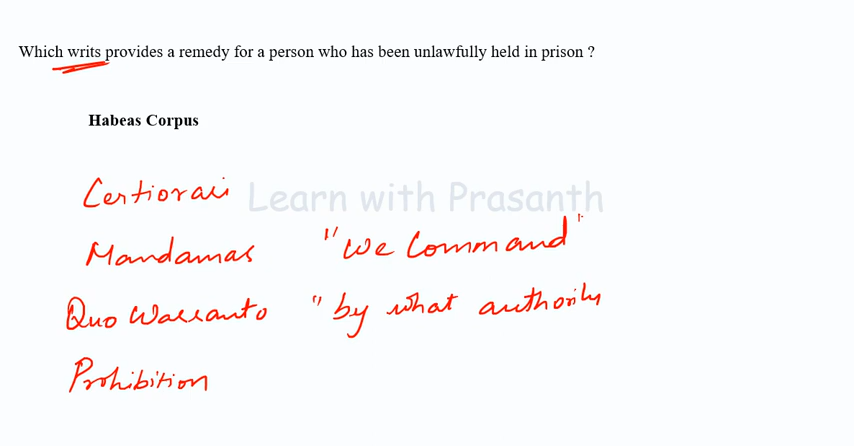 Which writs provides a remedy for a person who has been unlawfully held in prison ?
Habeas Corpus
Certiorari Learn with Prasanth
Mandamas "We Command"
Quo Warranto "by what authority
Prohibition